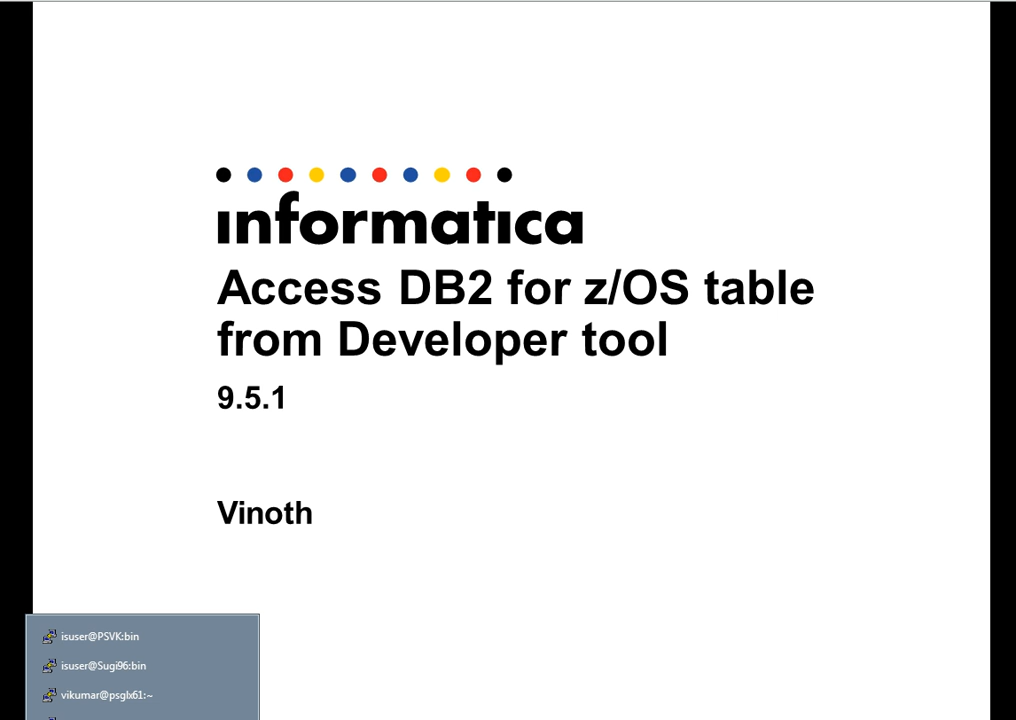 informatica
Access DB2 for z/OS table
from Developer tool
9.5.1
Vinoth
isuser@PSVK:bin
isuser@Sugi96:bin
vikumar@psglx61:~